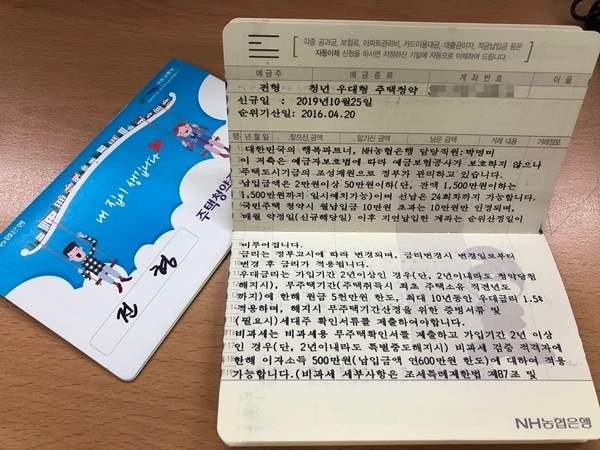 각종 공과금, 보험료, 아파트관리비, 카드이용대금, 대출금이자, 적금납입금 등은
자동이체 신청을 하시면 지정하신 기일에 자동으로 이체하여 드립니다.
예금주 예금종류 계좌번호 이율
전형 청년 우대형 주택청약
신규일 : 2019년10월25일
순위기산일: 2016.04.20
행 년월일 찾으신 금액 맡기신 금액 남은 금액 거래내용 거래점포
대한민국의 행복파트너, NH농협은행 담당직원:박명미
이 저축은 예금자보호법에 따라 예금보험공사가 보호하지 않으나
주택도시기금의 조성재원으로 정부가 관리하고 있습니다.
납입금액은 2만원이상 50만원이하(단, 잔액 1,500만원이하는
1,500만원까지 일시예치가능)이며 선납은 24회차까지 가능합니다.
국민주택 청약시 월납입금 10만원 초과는 10만원만 인정되며,
매월 약정일(신규해당일) 이후 지연납입한 계좌는 순위산정일이
미루어집니다.
금리는 정부고시에 따라 변경되며, 금리변경시 변경일로부터
변경 후 금리가 적용됩니다.
우대금리는 가입기간 2년이상인 경우(단, 2년이내라도 청약당첨
해지시), 무주택기간(주택취득시 최초 주택소유 직전년도
까지)에 한해 원금 5천만원 한도, 최대 10년동안 우대금리 1.5%
적용하며, 해지시 무주택기간산정을 위한 증명서류 및
(필요시)세대주 확인서류를 제출하여야합니다.
비과세는 비과세용 무주택확인서를 제출하고 가입기간 2년 이상
인 경우(단, 2년이내라도 특별중도해지시) 비과세 검증 적격자에
한해 이자소득 500만원(납입금액 연600만원 한도)에 대하여 적용
가능합니다.(비과세 세부사항은 조세특례제한법 제87조 및
NH농협은행
내 집이 생깁니다
주택청약
NH농협은행
전형